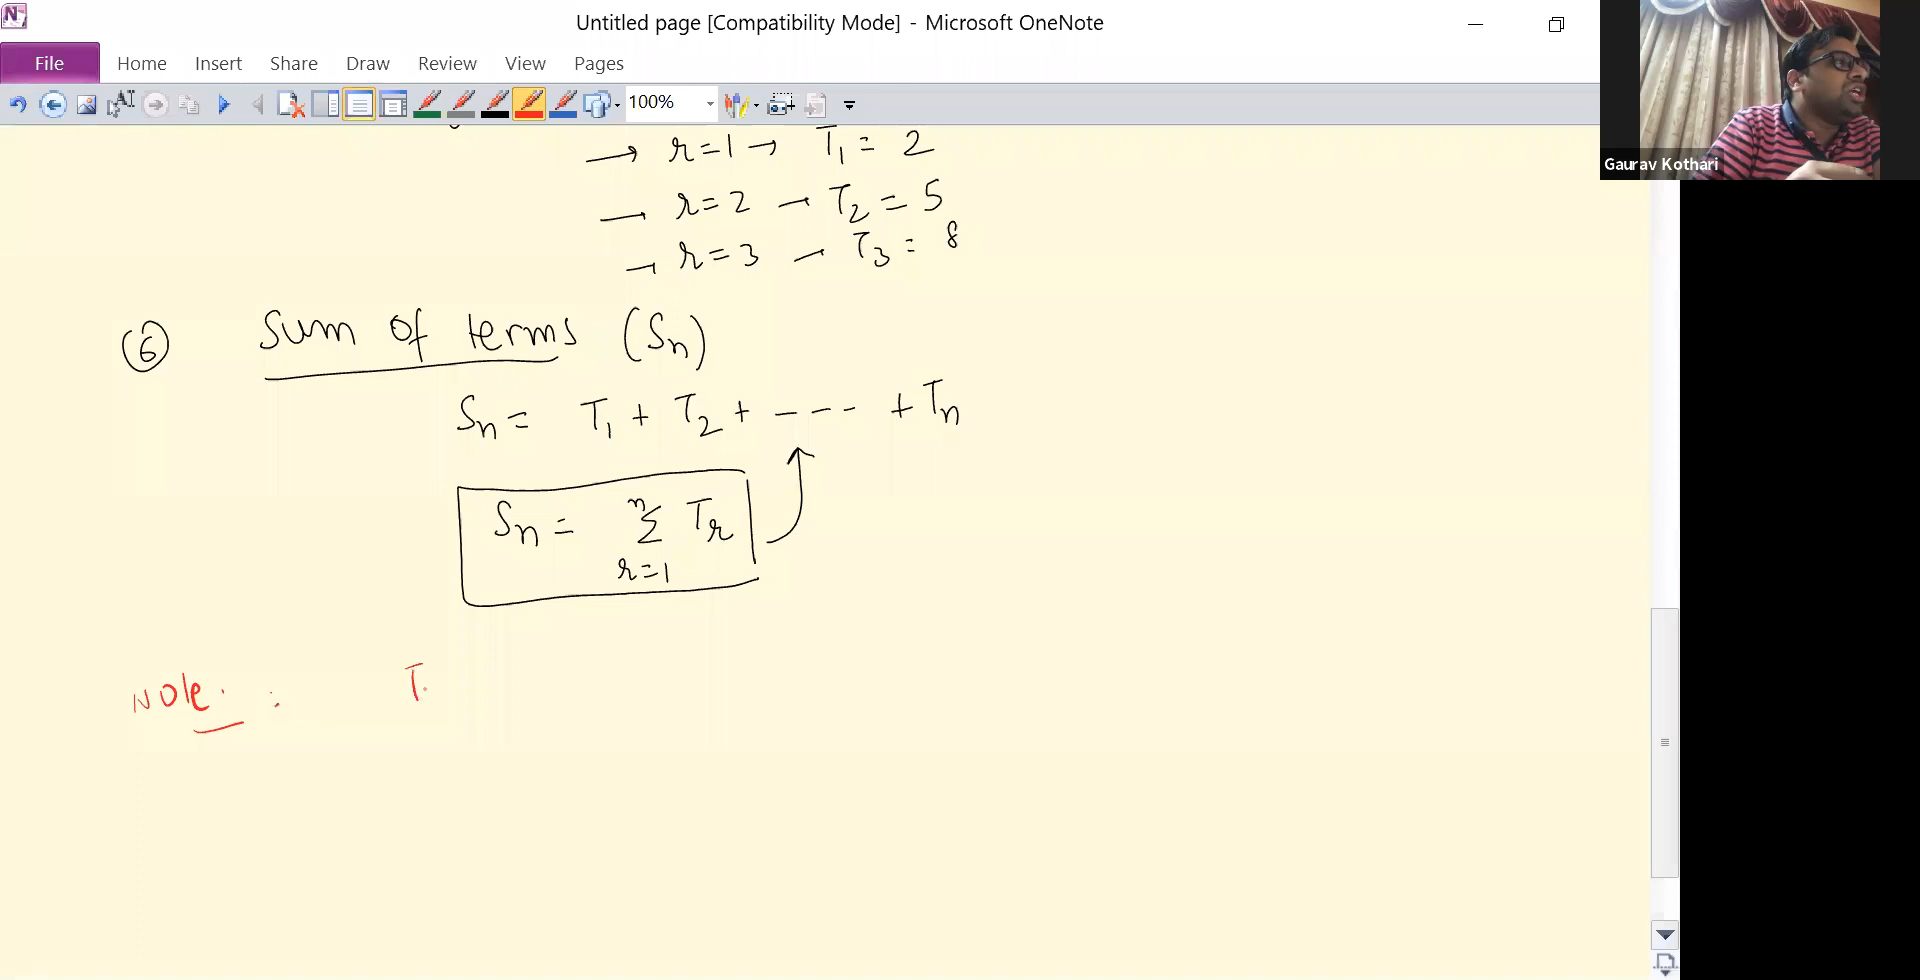 Untitled page [Compatibility Mode] - Microsoft OneNote
File Home Insert Share Draw Review View Pages
100%
Gaurav Kothari
→ r=1 → T₁ = 2
— r=2 — T₂ = 5
→ r=3 — T₃ = 8
⑥ Sum of terms (Sn)
Sn = T₁ + T₂ + ---- + Tn
Sn = n∑r=1 Tr
Note: : T